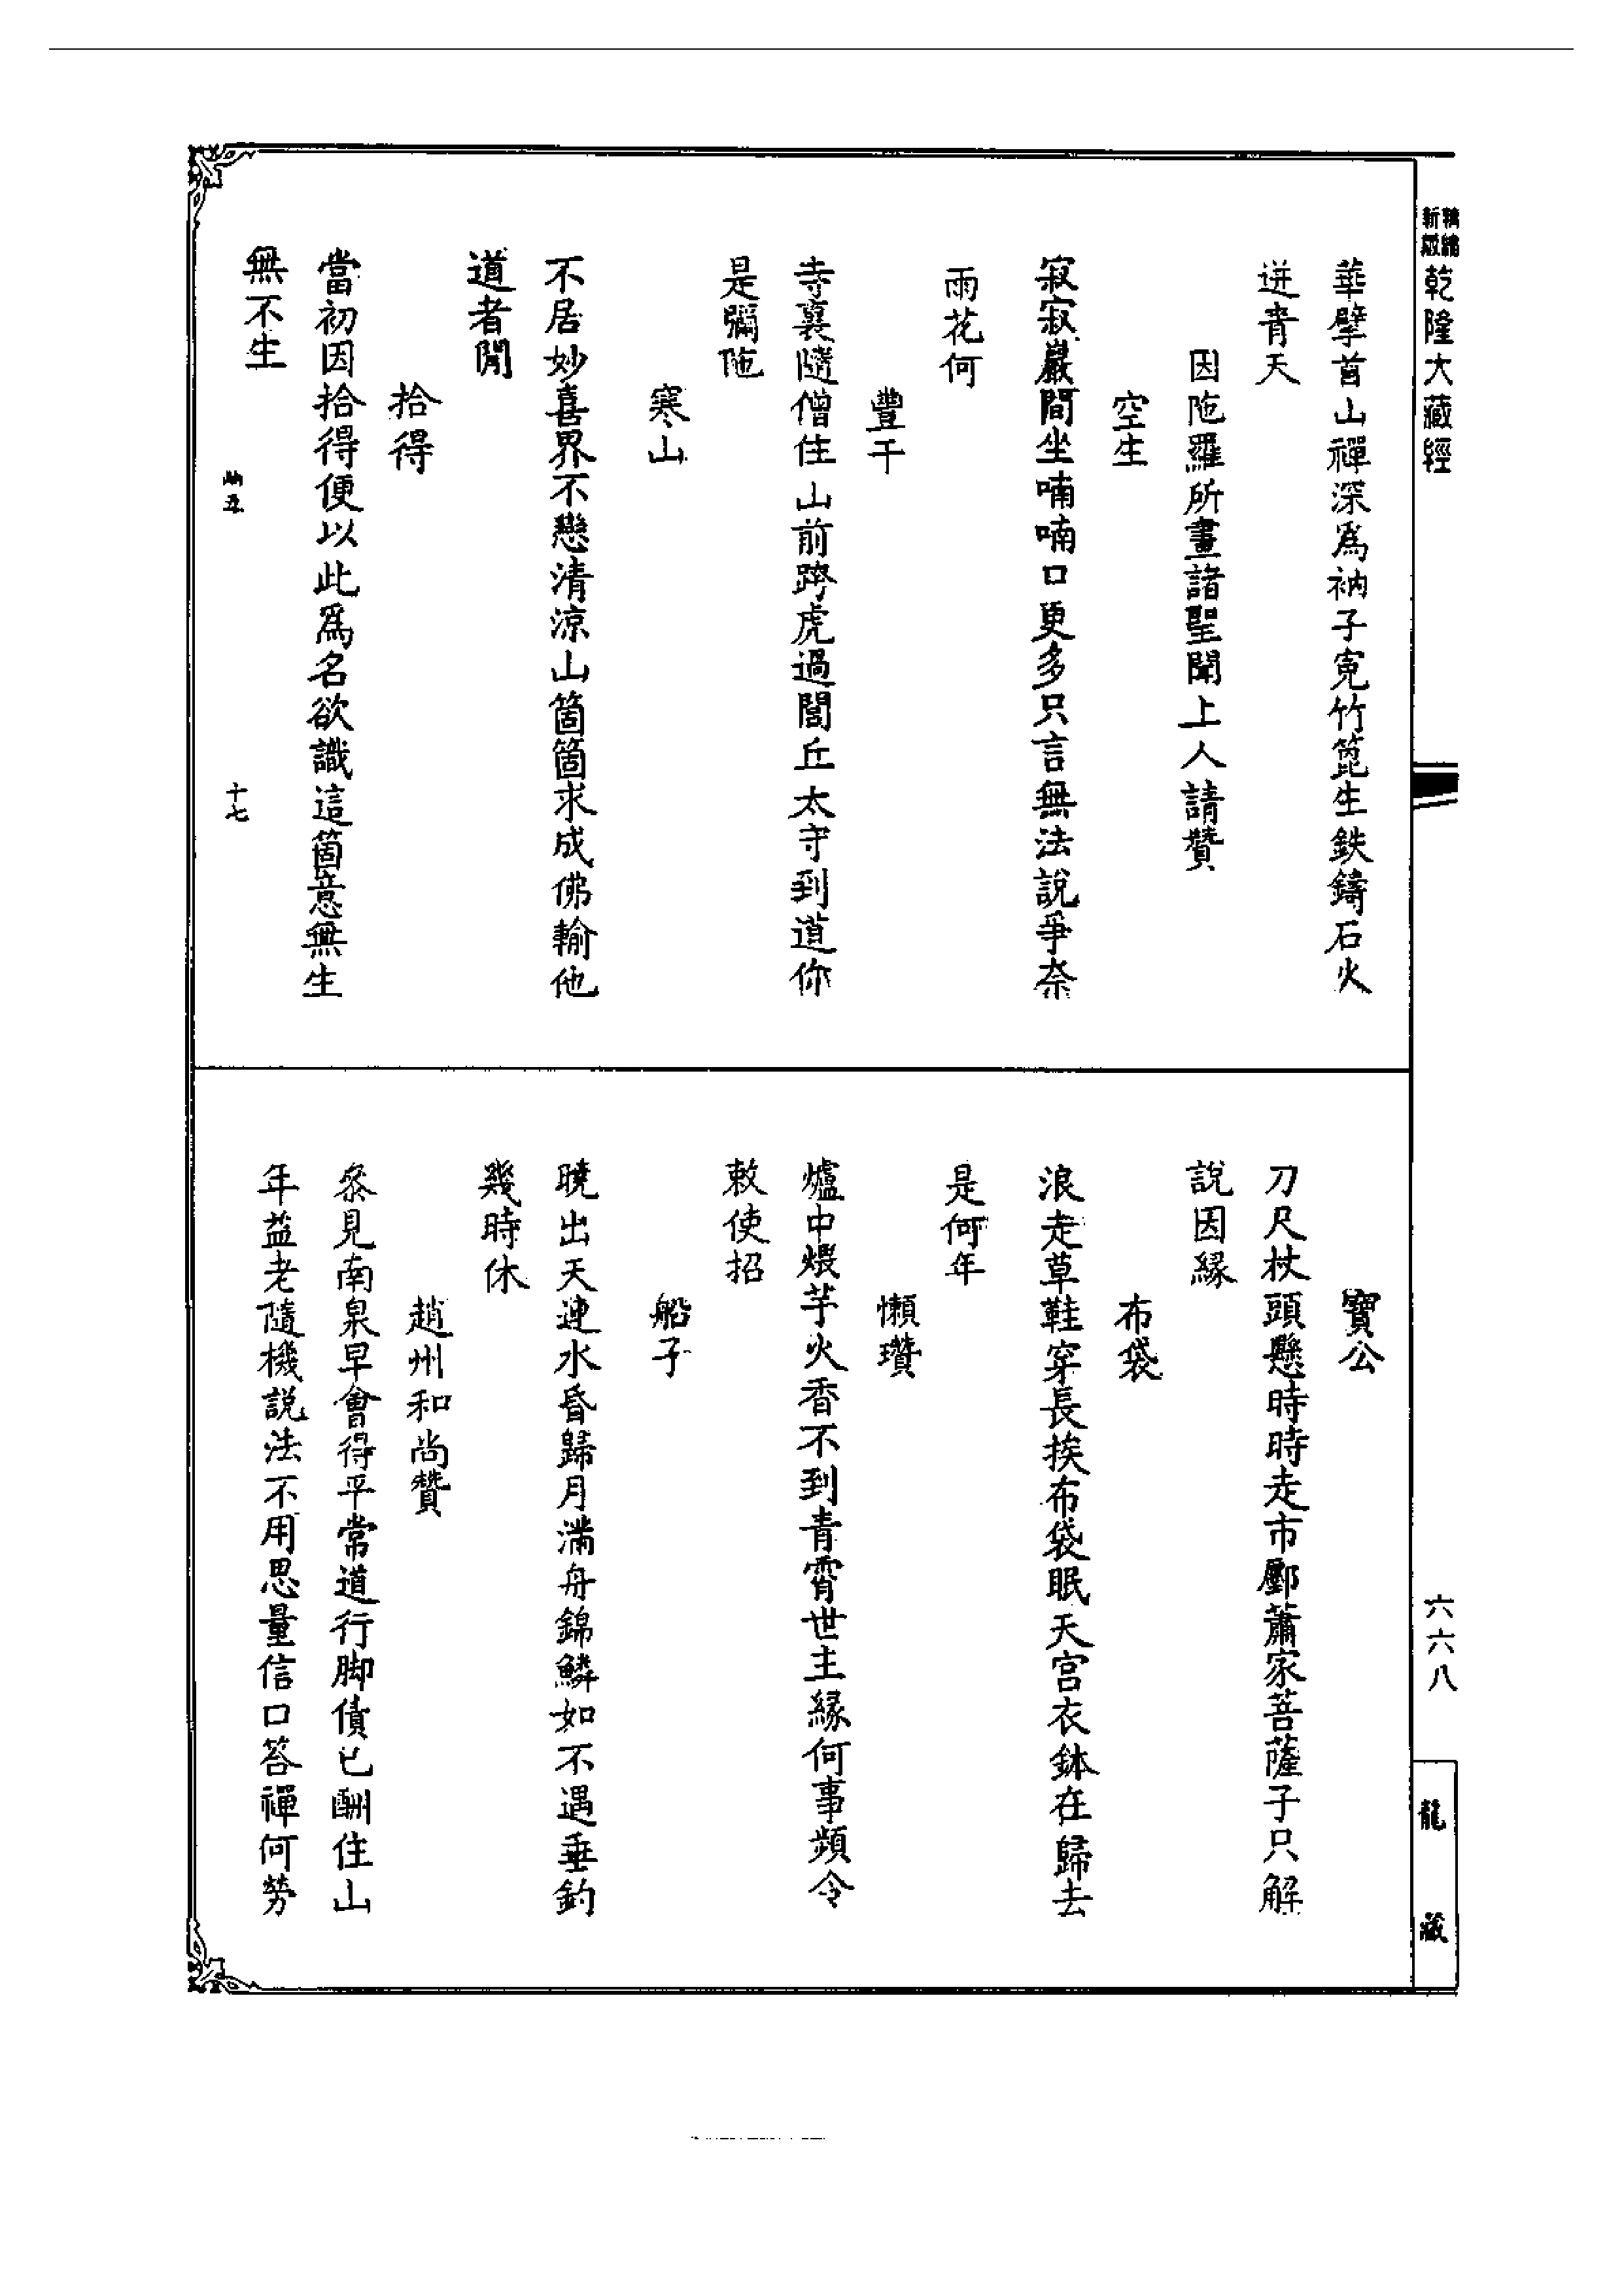 乾隆大藏經
華擘首山禪深為衲子寃竹箆生鉄鑄石火
迸青天
因陁羅所畫諸聖聞上人請贊
空生
寂寂巖間坐喃喃口更多只言無法說爭奈
雨花何
豐干
寺裏隨僧住山前跨虎過閭丘太守到道你
是彌陁
寒山
不居妙喜界不戀清涼山箇箇求成佛輸他
道者閒
拾得
當初因拾得便以此爲名欲識這箇意無生
無不生
十七
寶公
刀尺杖頭懸時時走市鄽蕭家菩薩子只解
說因緣
布袋
浪走草鞋穿長挨布袋眠天宮衣鉢在歸去
是何年
懶瓚
爐中煨芋火香不到青霄世主緣何事頻令
敕使招
船子
曉出天連水昏歸月滿舟錦鱗如不遇垂釣
幾時休
趙州和尚贊
叅見南泉早會得平常道行脚債已酬住山
年益老隨機說法不用思量信口答禪何勞
六六八
龍藏